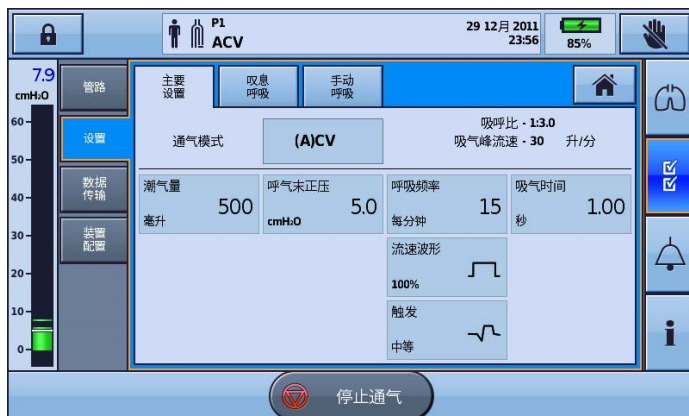 P1
ACV
29 12月 2011
23:56
85%
7.9
cmH₂O
60
50
40
30
20
10
0
管路
设置
数据
传输
装置
配置
主要
设置
叹息
呼吸
手动
呼吸
通气模式
(A)CV
吸呼比 - 1:3.0
吸气峰流速 - 30 升/分
潮气量
500
毫升
呼气末正压
5.0
cmH₂O
呼吸频率
15
每分钟
吸气时间
1.00
秒
流速波形
100%
触发
中等
i
停止通气